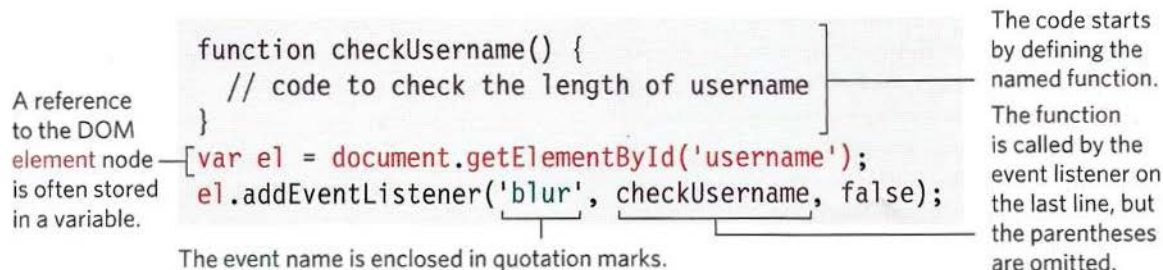 function checkUsername() {
// code to check the length of username
}
var el = document.getElementById('username');
el.addEventListener('blur', checkUsername, false);
A reference
to the DOM
element node
is often stored
in a variable.
The event name is enclosed in quotation marks.
The code starts
by defining the
named function.
The function
is called by the
event listener on
the last line, but
the parentheses
are omitted.